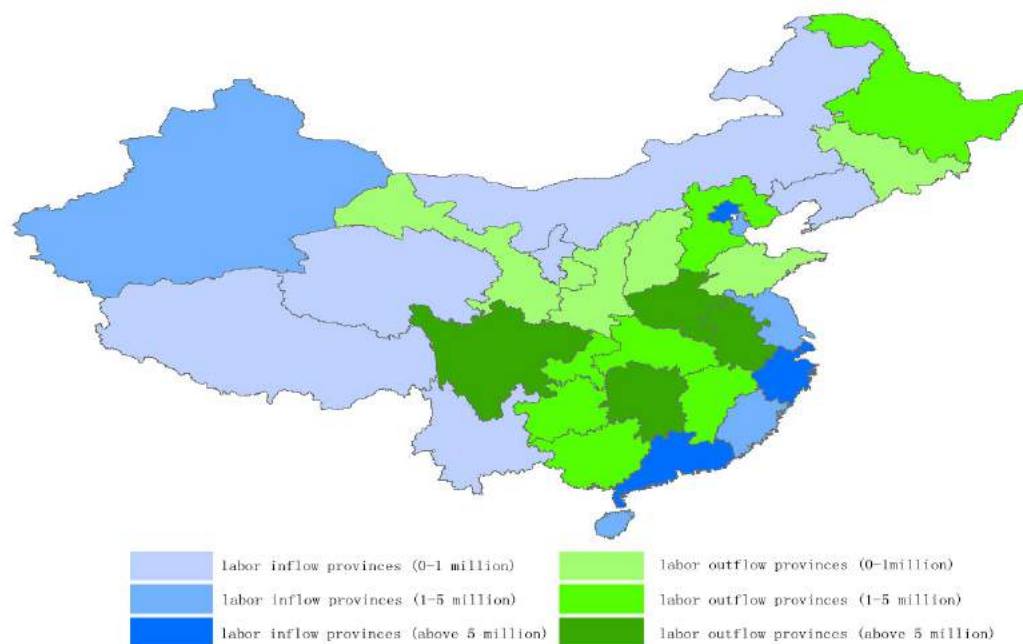 labor inflow provinces (0-1 million)
labor outflow provinces (0-1million)
labor inflow provinces (1-5 million)
labor outflow provinces (1-5 million)
labor inflow provinces (above 5 million)
labor outflow provinces (above 5 million)